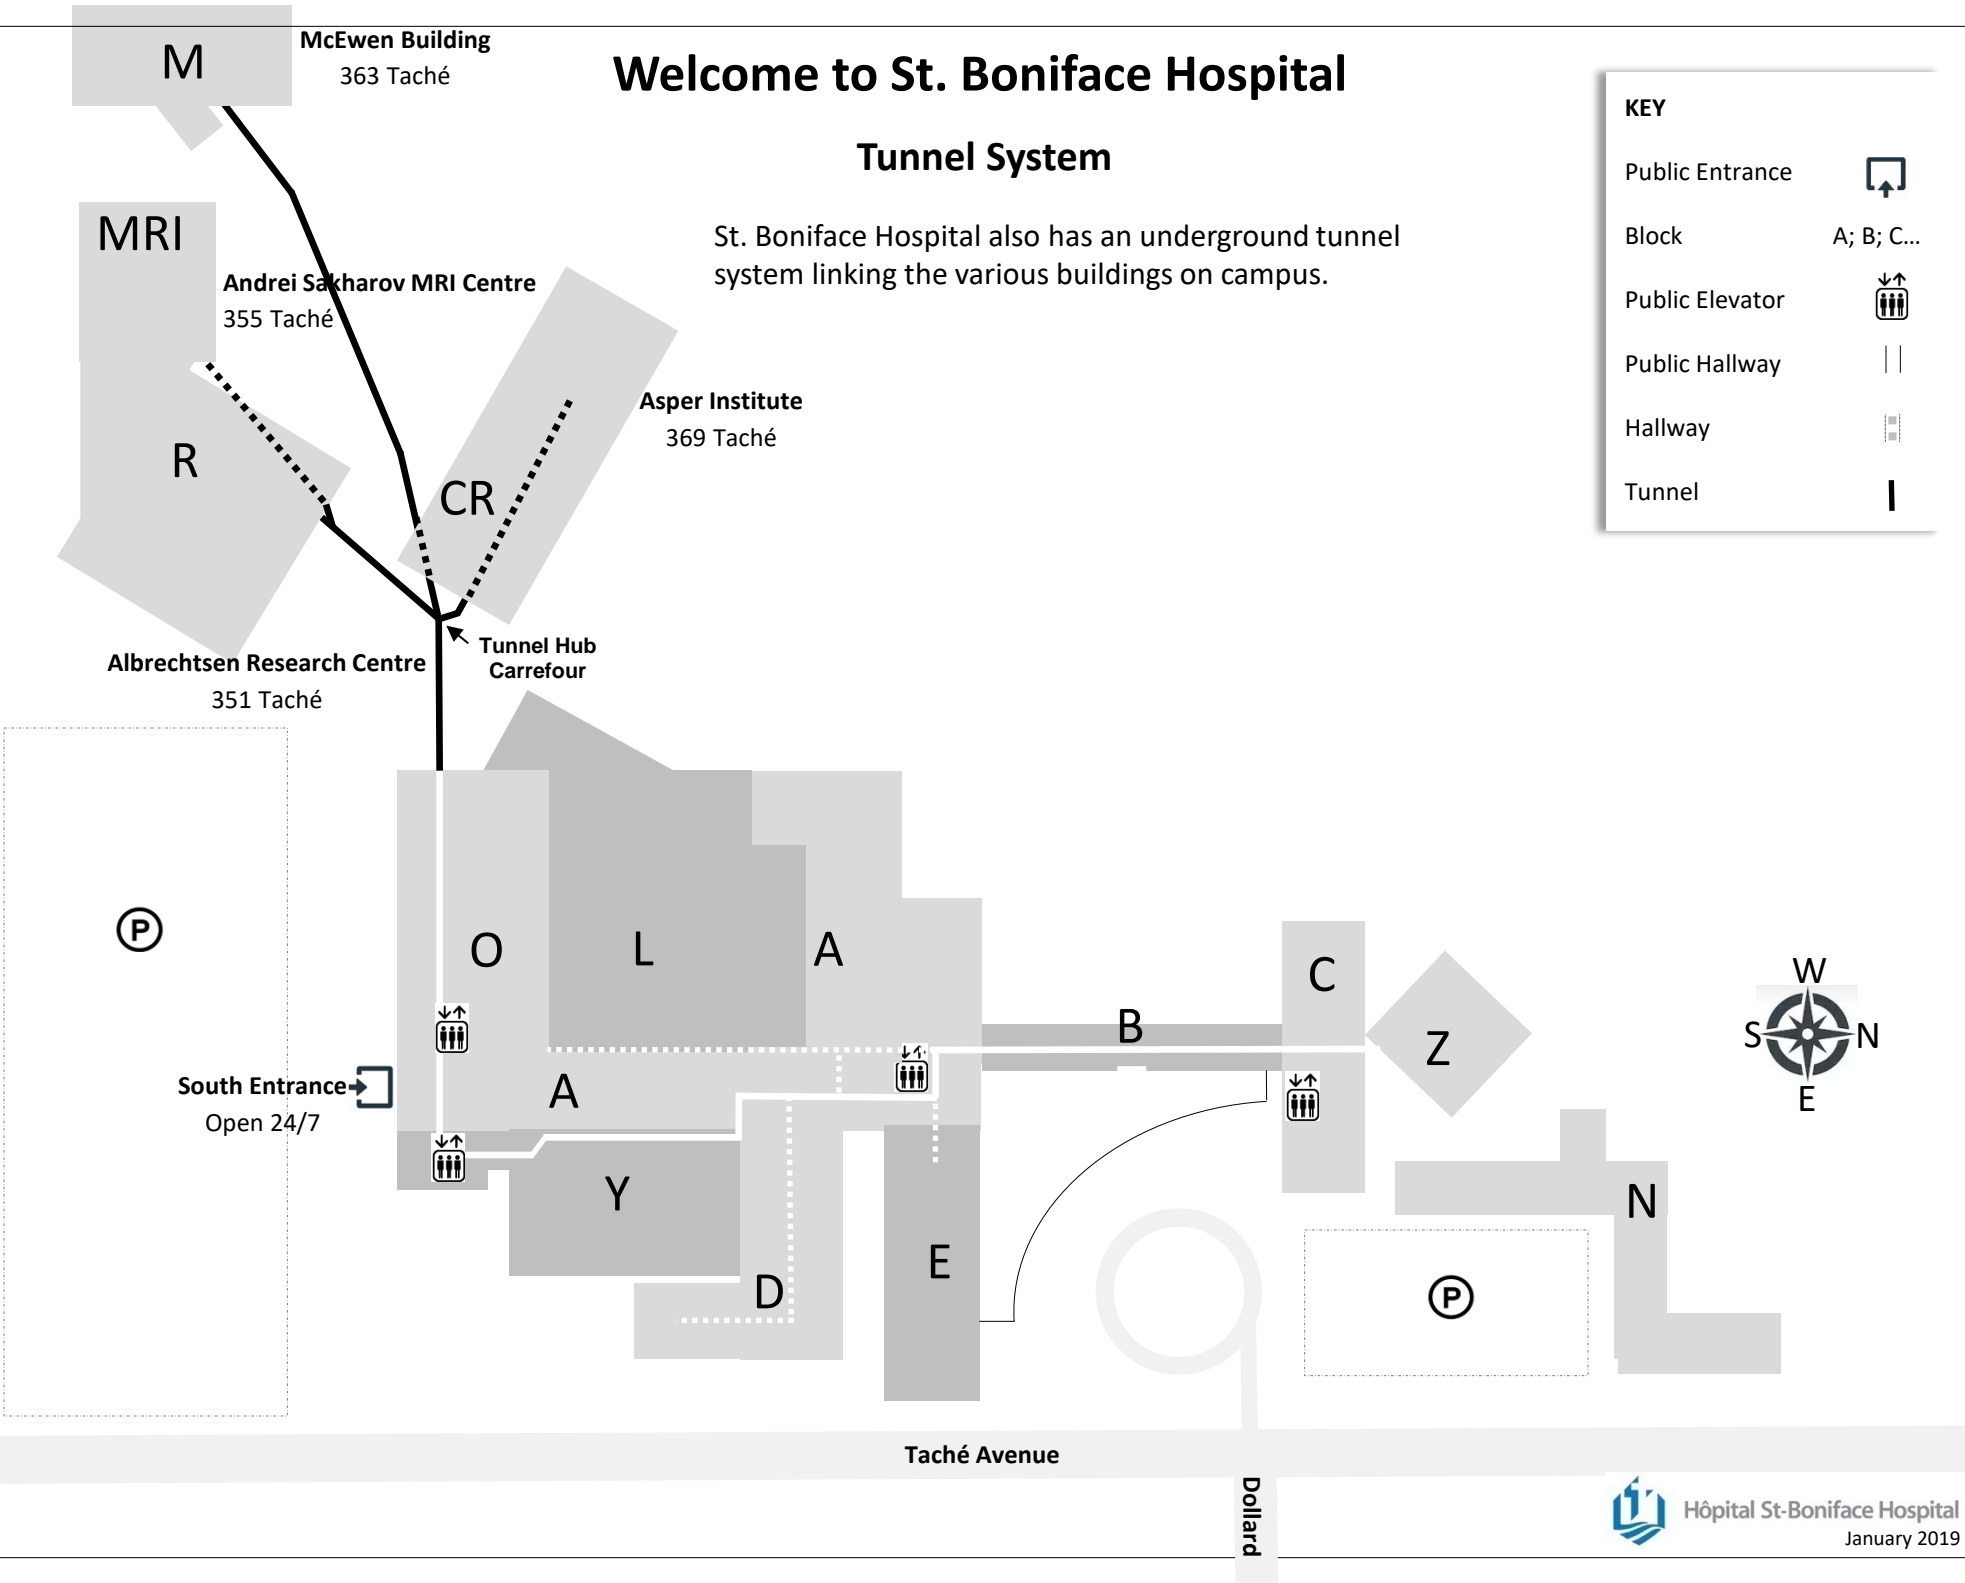 M
McEwen Building
363 Taché
Welcome to St. Boniface Hospital
Tunnel System
St. Boniface Hospital also has an underground tunnel
system linking the various buildings on campus.
KEY
Public Entrance
Block A; B; C...
Public Elevator
Public Hallway
Hallway
Tunnel
MRI
Andrei Sakharov MRI Centre
355 Taché
Asper Institute
369 Taché
R
CR
Tunnel Hub
Carrefour
Albrechtsen Research Centre
351 Taché
P
O
L
A
B
C
Z
W
S
N
E
South Entrance
Open 24/7
A
Y
D
E
N
P
Taché Avenue
Dollard
Hôpital St-Boniface Hospital
January 2019